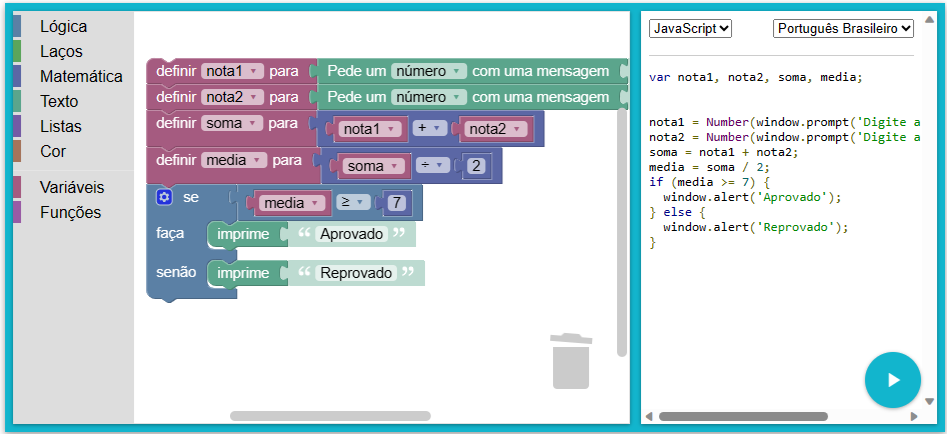 Lógica
Laços
Matemática
Texto
Listas
Cor
Variáveis
Funções
definir nota1 para Pede um número com uma mensagem
definir nota2 para Pede um número com uma mensagem
definir soma para nota1 + nota2
definir media para soma ÷ 2
se media ≥ 7
faça imprime “ Aprovado ”
senão imprime “ Reprovado ”
JavaScript Português Brasileiro
var nota1, nota2, soma, media;
nota1 = Number(window.prompt('Digite a
nota2 = Number(window.prompt('Digite a
soma = nota1 + nota2;
media = soma / 2;
if (media >= 7) {
  window.alert('Aprovado');
} else {
  window.alert('Reprovado');
}